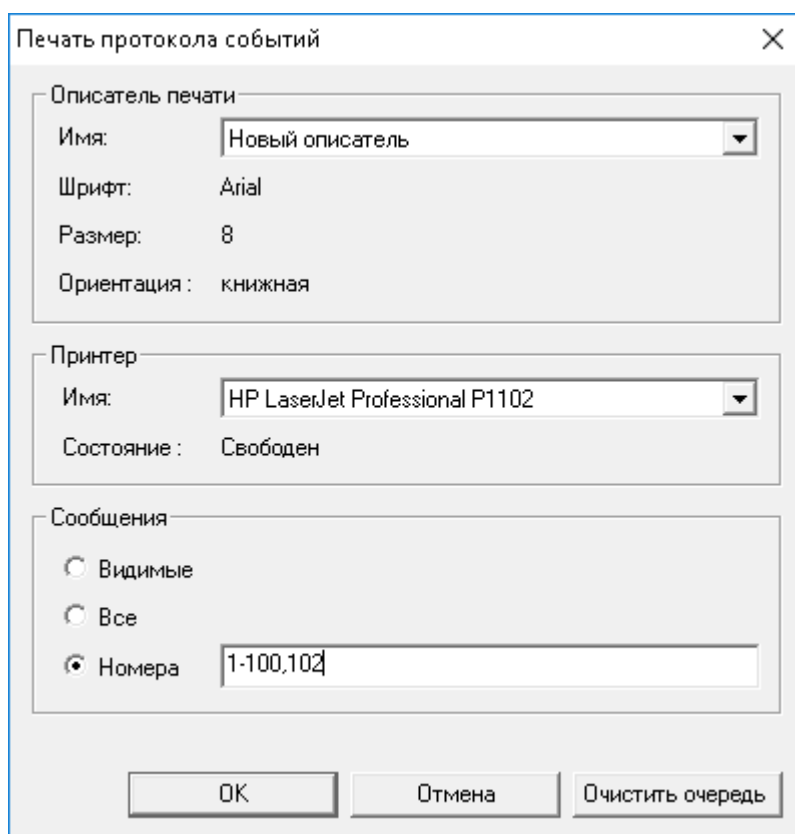 Печать протокола событий
Описатель печати
Имя: Новый описатель
Шрифт: Arial
Размер: 8
Ориентация : книжная
Принтер
Имя: HP LaserJet Professional P1102
Состояние : Свободен
Сообщения
Видимые
Все
Номера 1-100,102
OK Отмена Очистить очередь